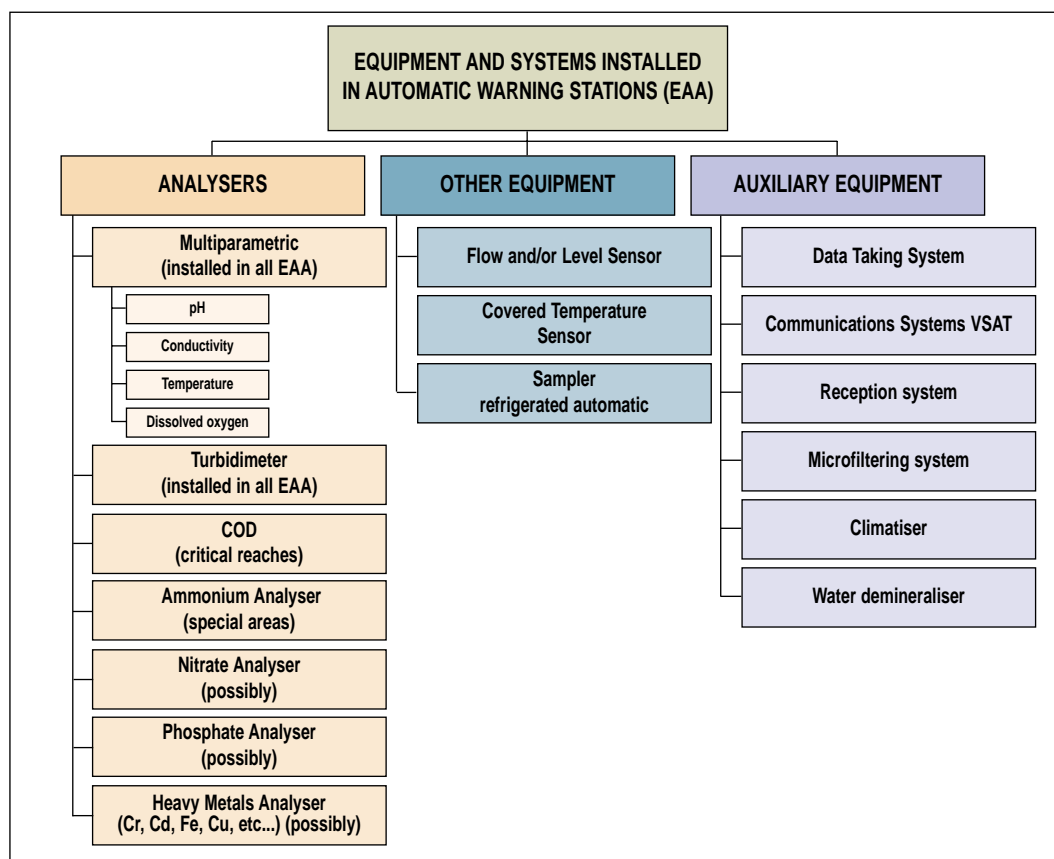 EQUIPMENT AND SYSTEMS INSTALLED
IN AUTOMATIC WARNING STATIONS (EAA)
ANALYSERS
Multiparametric
(installed in all EAA)
pH
Conductivity
Temperature
Dissolved oxygen
Turbidimeter
(installed in all EAA)
COD
(critical reaches)
Ammonium Analyser
(special areas)
Nitrate Analyser
(possibly)
Phosphate Analyser
(possibly)
Heavy Metals Analyser
(Cr, Cd, Fe, Cu, etc...) (possibly)
OTHER EQUIPMENT
Flow and/or Level Sensor
Covered Temperature
Sensor
Sampler
refrigerated automatic
AUXILIARY EQUIPMENT
Data Taking System
Communications Systems VSAT
Reception system
Microfiltering system
Climatiser
Water demineraliser